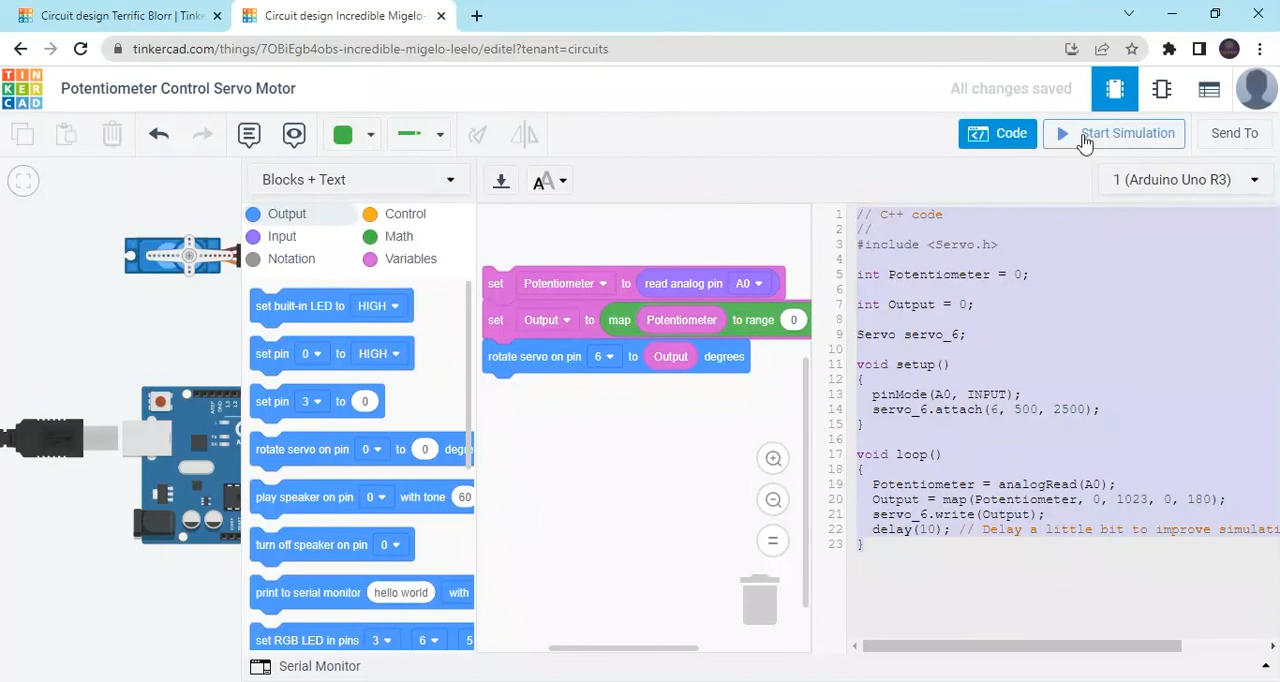 Circuit design Terrific Blorr | Tink
Circuit design Incredible Migelo-
tinkercad.com/things/7OBiEgb4obs-incredible-migelo-leelo/editel?tenant=circuits
TIN
KER
CAD
Potentiometer Control Servo Motor
All changes saved
Code
Start Simulation
Send To
Blocks + Text
AA
1 (Arduino Uno R3)
Output
Control
Input
Math
Notation
Variables
set built-in LED to HIGH
set pin 0 to HIGH
set pin 3 to 0
rotate servo on pin 0 to 0 degre
play speaker on pin 0 with tone 60
turn off speaker on pin 0
print to serial monitor hello world with
set RGB LED in pins 3 6 5
set Potentiometer to read analog pin A0
set Output to map Potentiometer to range 0
rotate servo on pin 6 to Output degrees
1 // C++ code
2 //
3 #include <Servo.h>
4
5 int Potentiometer = 0;
6
7 int Output = 0;
8
9 Servo servo_6;
10
11 void setup()
12 {
13 pinMode(A0, INPUT);
14 servo_6.attach(6, 500, 2500);
15 }
16
17 void loop()
18 {
19 Potentiometer = analogRead(A0);
20 Output = map(Potentiometer, 0, 1023, 0, 180);
21 servo_6.write(Output);
22 delay(10); // Delay a little bit to improve simulati
23 }
Serial Monitor